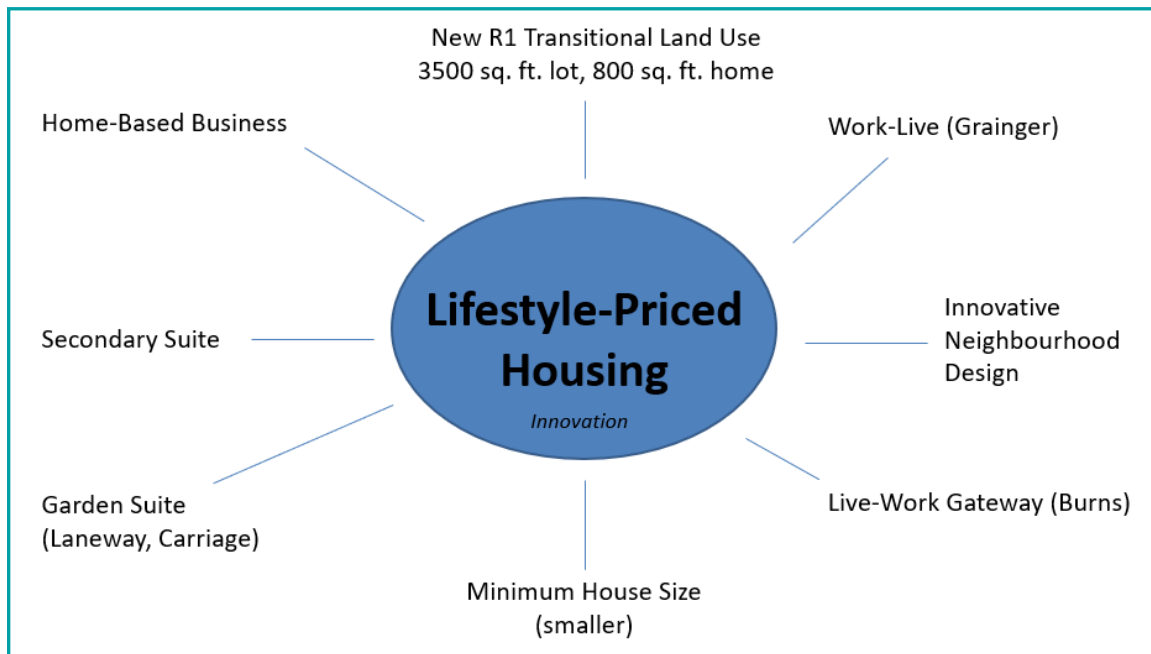 New R1 Transitional Land Use
3500 sq. ft. lot, 800 sq. ft. home
Home-Based Business
Work-Live (Grainger)
Lifestyle-Priced
Housing
Innovation
Secondary Suite
Innovative
Neighbourhood
Design
Garden Suite
(Laneway, Carriage)
Live-Work Gateway (Burns)
Minimum House Size
(smaller)